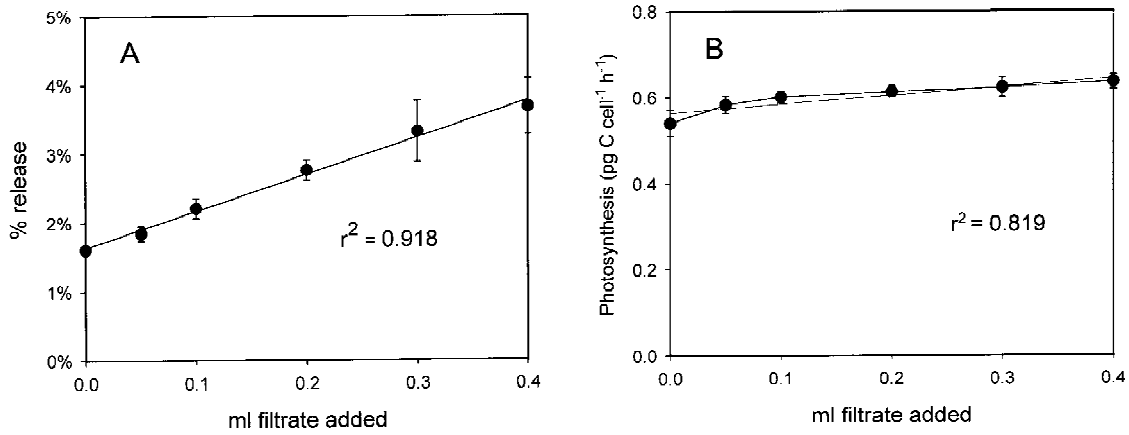 A
% release
5%
4%
3%
2%
1%
0%
r² = 0.918
0.0 0.1 0.2 0.3 0.4
ml filtrate added
B
Photosynthesis (pg C cell⁻¹ h⁻¹)
0.8
0.6
0.4
0.2
0.0
r² = 0.819
0.0 0.1 0.2 0.3 0.4
ml filtrate added